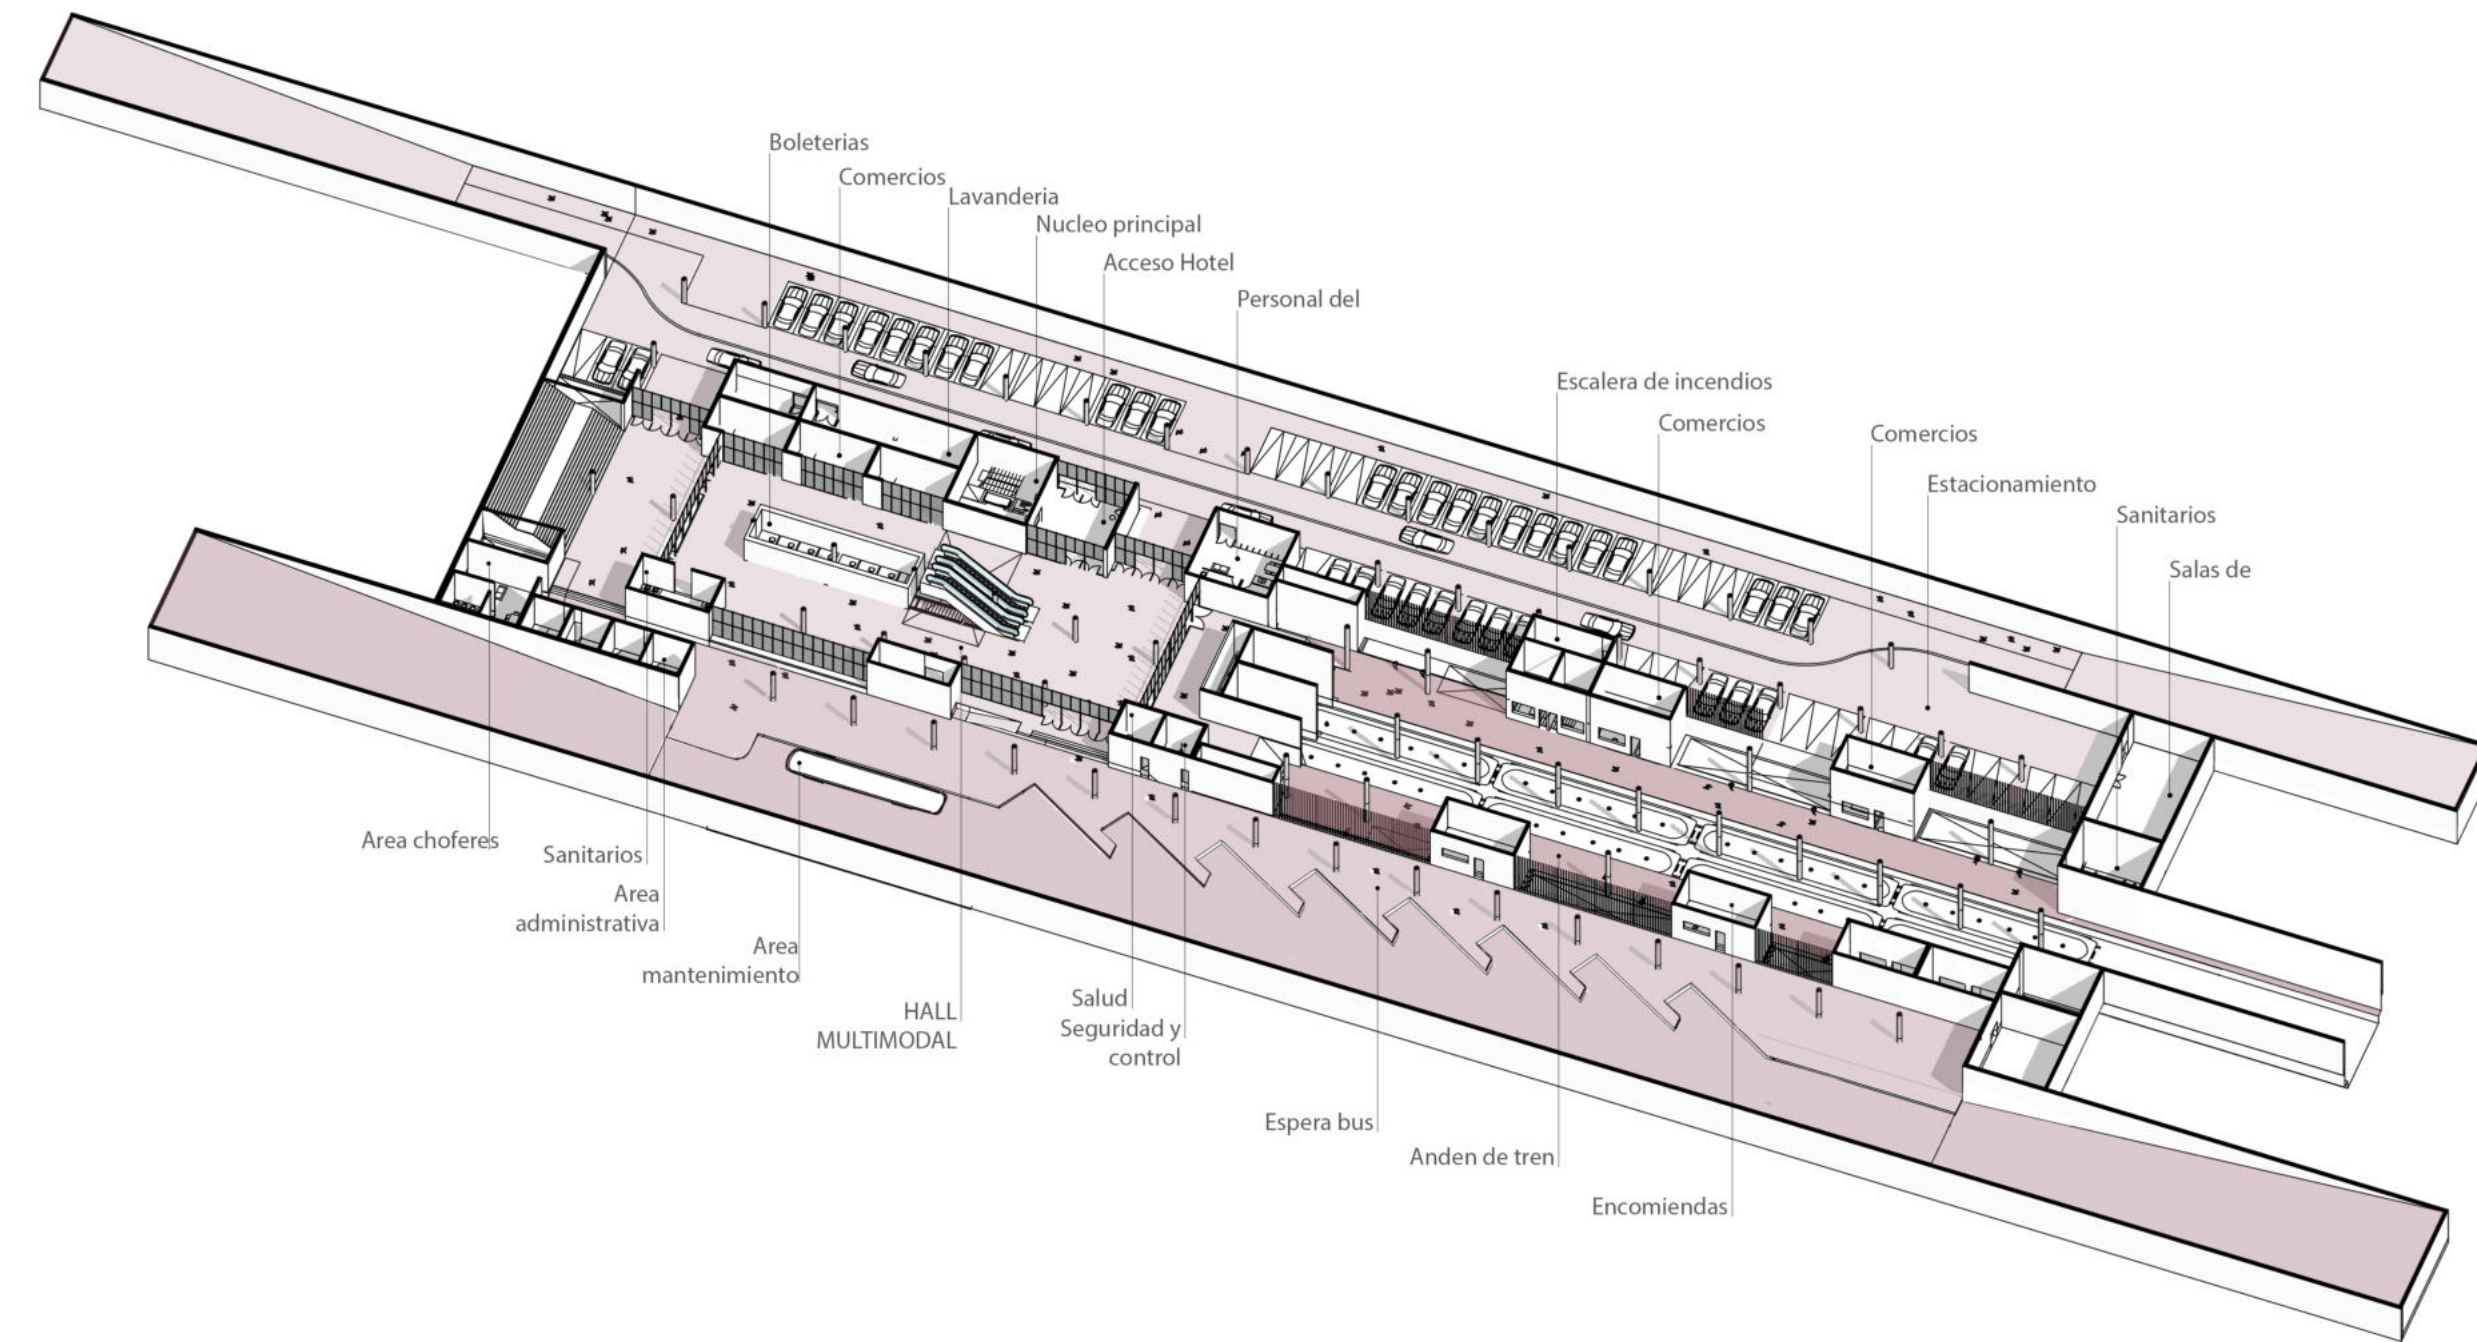 Boleterias
Comercios
Lavanderia
Nucleo principal
Acceso Hotel
Personal del
Escalera de incendios
Comercios
Comercios
Estacionamiento
Sanitarios
Salas de
Area choferes
Sanitarios
Area
administrativa
Area
mantenimiento
HALL
MULTIMODAL
Salud
Seguridad y
control
Espera bus
Anden de tren
Encomiendas